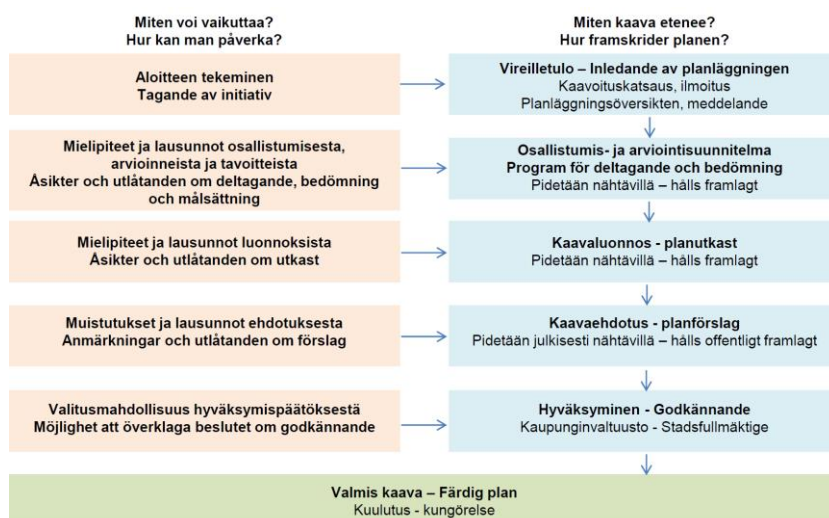 Miten voi vaikuttaa?
Hur kan man påverka?
Miten kaava etenee?
Hur framskrider planen?
Aloitteen tekeminen
Tagande av initiativ
Vireilletulo – Inledande av planläggningen
Kaavoituskatsaus, ilmoitus
Planläggningsöversikten, meddelande
Mielipiteet ja lausunnot osallistumisesta,
arvioinneista ja tavoitteista
Åsikter och utlåtanden om deltagande, bedömning
och målsättning
Osallistumis- ja arviointisuunnitelma
Program för deltagande och bedömning
Pidetään nähtävillä – hålls framlagt
Mielipiteet ja lausunnot luonnoksista
Åsikter och utlåtanden om utkast
Kaavaluonnos - planutkast
Pidetään nähtävillä – hålls framlagt
Muistutukset ja lausunnot ehdotuksesta
Anmärkningar och utlåtanden om förslag
Kaavaehdotus - planförslag
Pidetään julkisesti nähtävillä – hålls offentligt framlagt
Valitusmahdollisuus hyväksymispäätöksestä
Möjlighet att överklaga beslutet om godkännande
Hyväksyminen - Godkännande
Kaupunginvaltuusto - Stadsfullmäktige
Valmis kaava – Färdig plan
Kuulutus - kungörelse